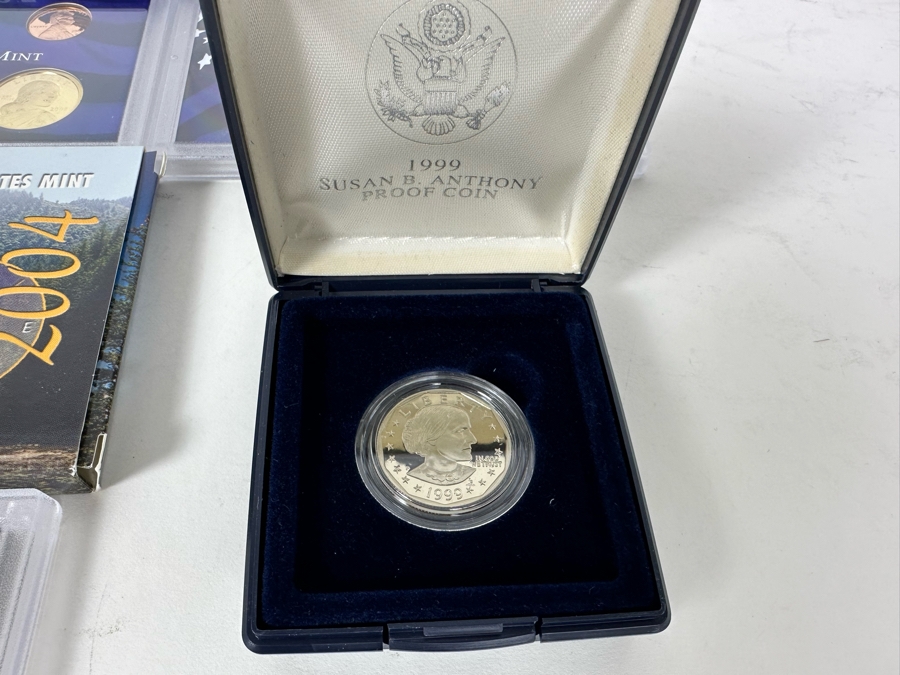 MINT
TES MINT
2004
E
1999
SUSAN B. ANTHONY
PROOF COIN
LIBERTY
IN GOD
WE TRUST
1999